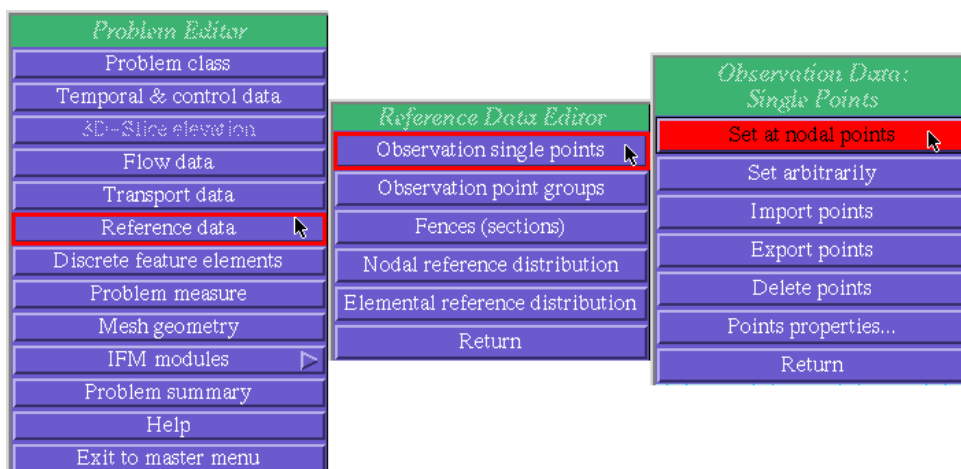 Problem Editor
Problem class
Temporal & control data
3D-Slice elevation
Flow data
Transport data
Reference data
Discrete feature elements
Problem measure
Mesh geometry
IFM modules
Problem summary
Help
Exit to master menu
Reference Data Editor
Observation single points
Observation point groups
Fences (sections)
Nodal reference distribution
Elemental reference distribution
Return
Observation Data:
Single Points
Set at nodal points
Set arbitrarily
Import points
Export points
Delete points
Points properties...
Return